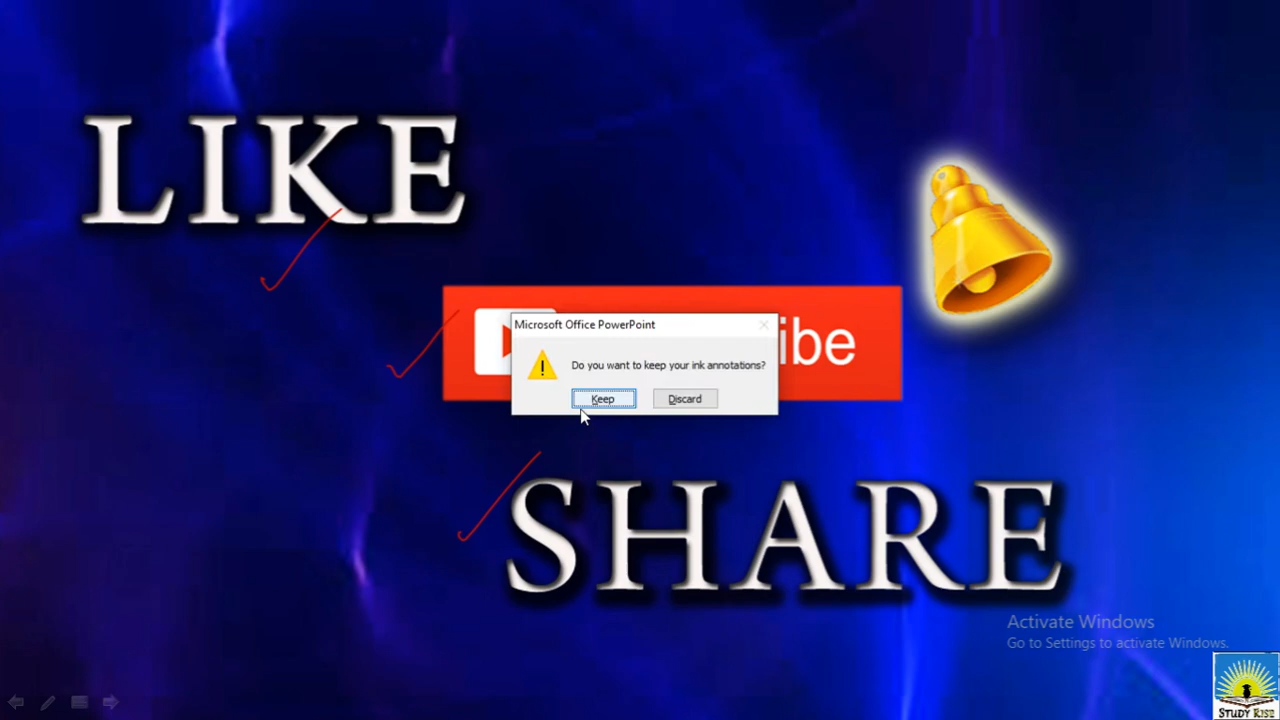 LIKE
ibe
Microsoft Office PowerPoint
Do you want to keep your ink annotations?
Keep
Discard
SHARE
Activate Windows
Go to Settings to activate Windows.
STUDY RISE